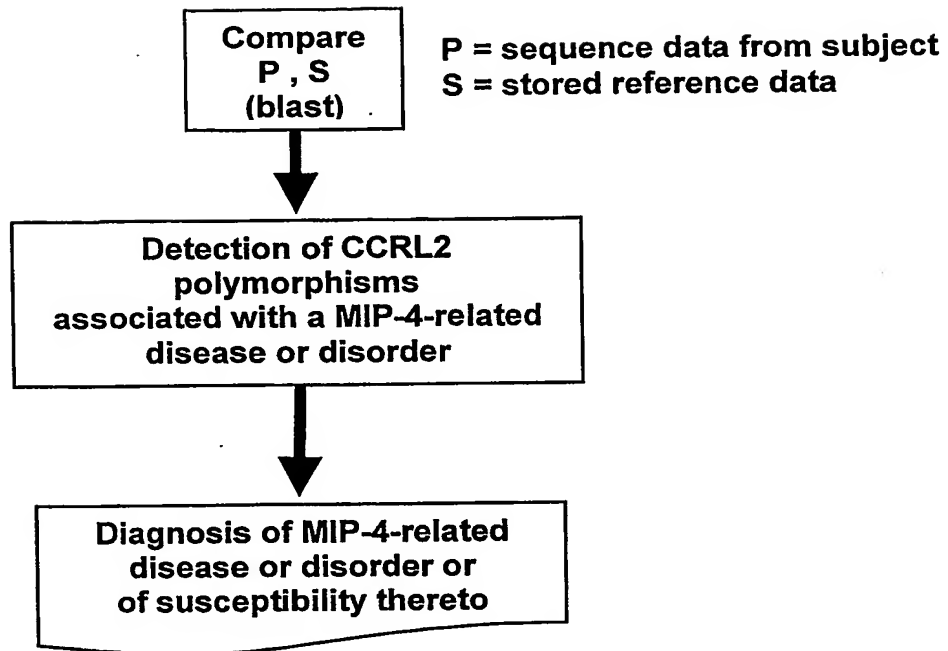 Compare
P , S
(blast)
P = sequence data from subject
S = stored reference data
Detection of CCRL2
polymorphisms
associated with a MIP-4-related
disease or disorder
Diagnosis of MIP-4-related
disease or disorder or
of susceptibility thereto